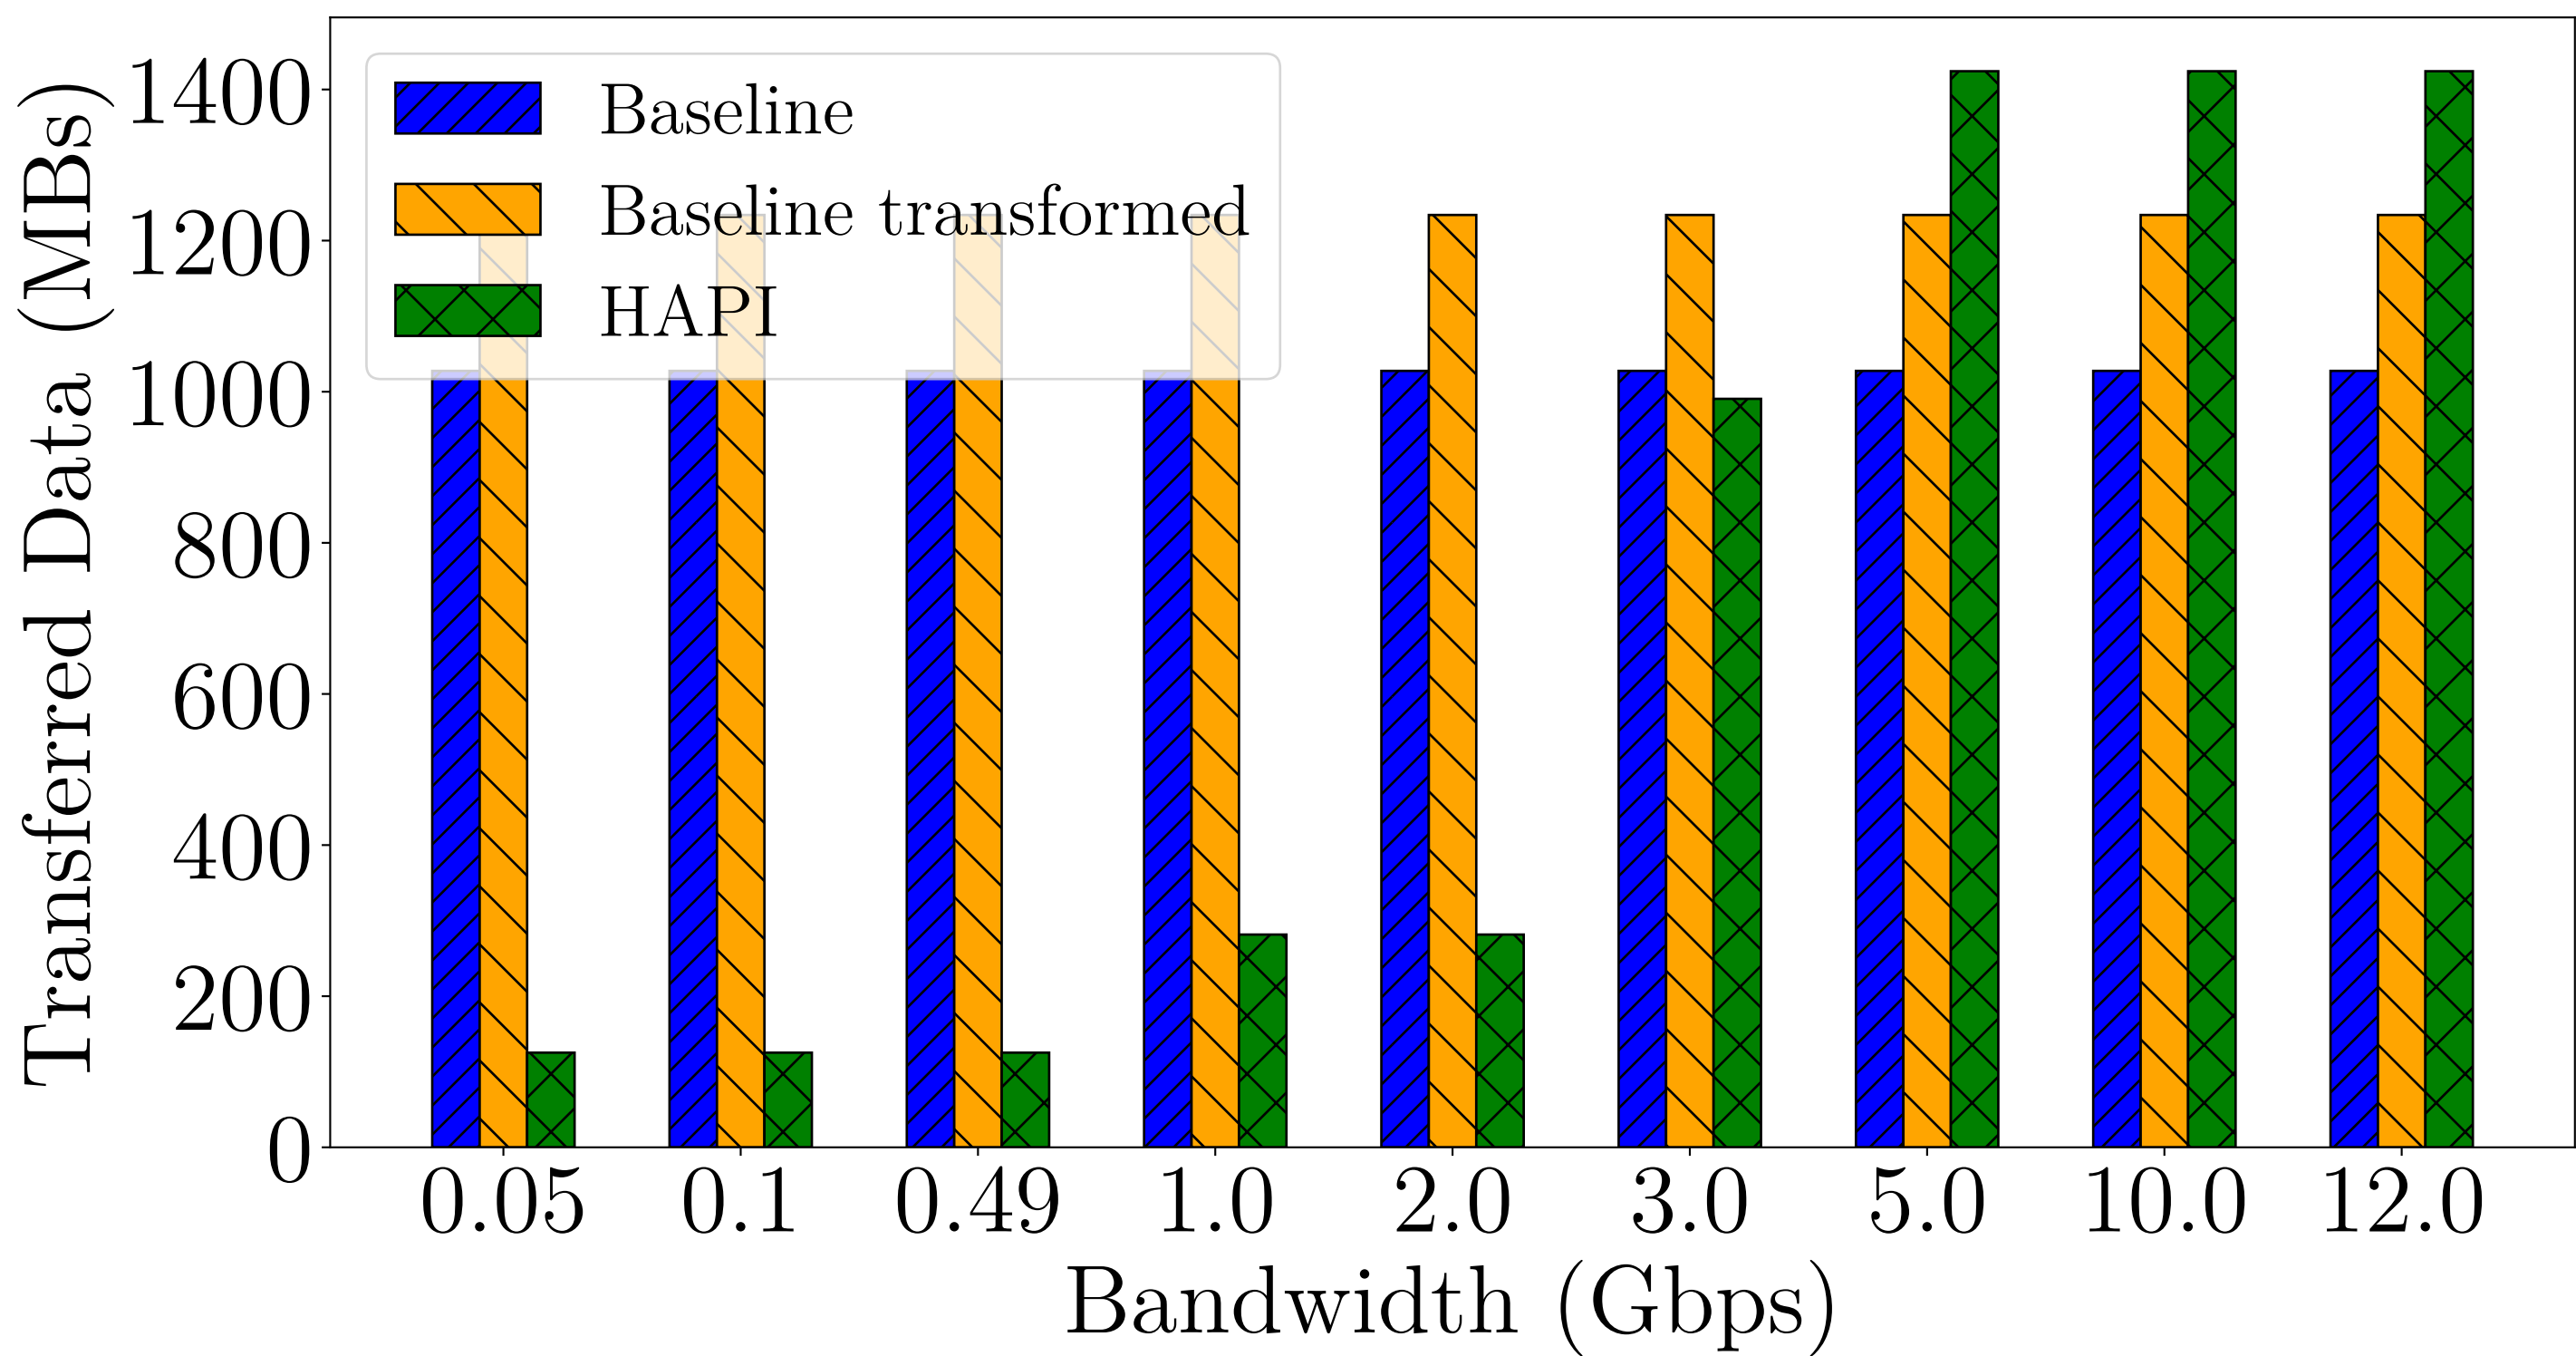 Transferred Data (MBs)
1400
1200
1000
800
600
400
200
0
Baseline
Baseline transformed
HAPI
0.05 0.1 0.49 1.0 2.0 3.0 5.0 10.0 12.0
Bandwidth (Gbps)